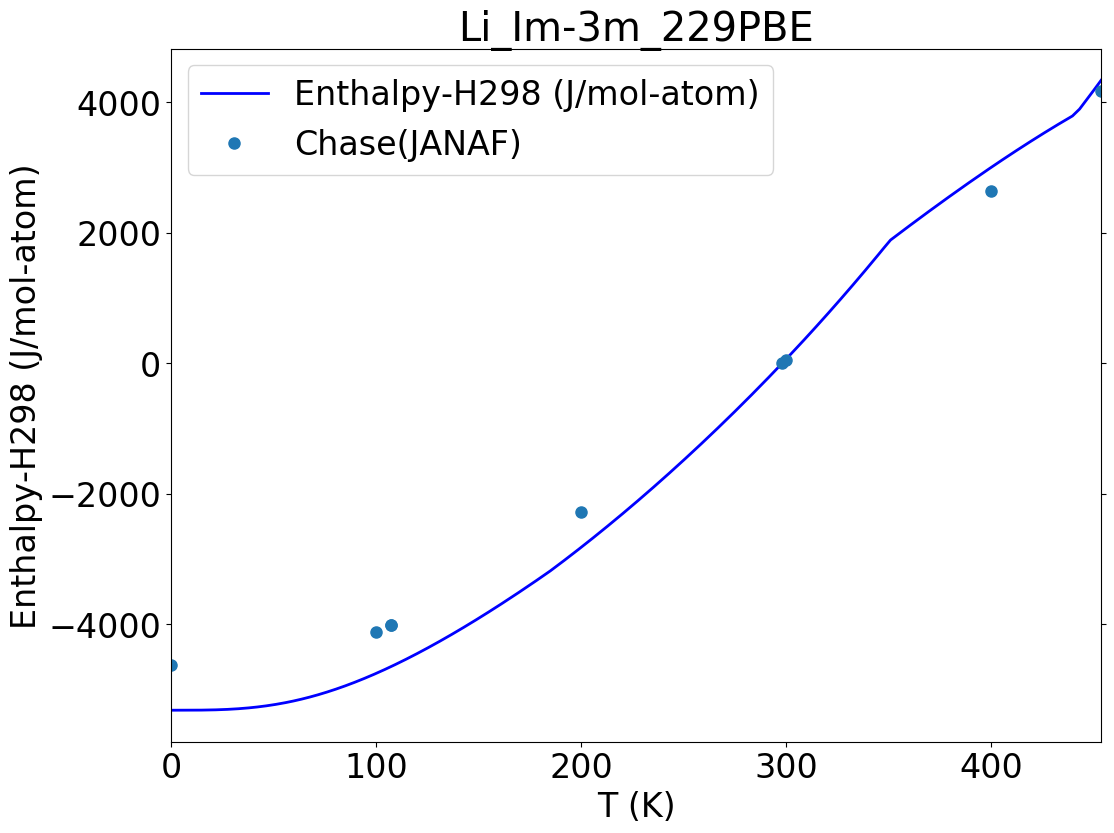 Li_Im-3m_229PBE
Enthalpy-H298 (J/mol-atom)
Chase(JANAF)
Enthalpy-H298 (J/mol-atom)
4000
2000
0
−2000
−4000
0 100 200 300 400
T (K)